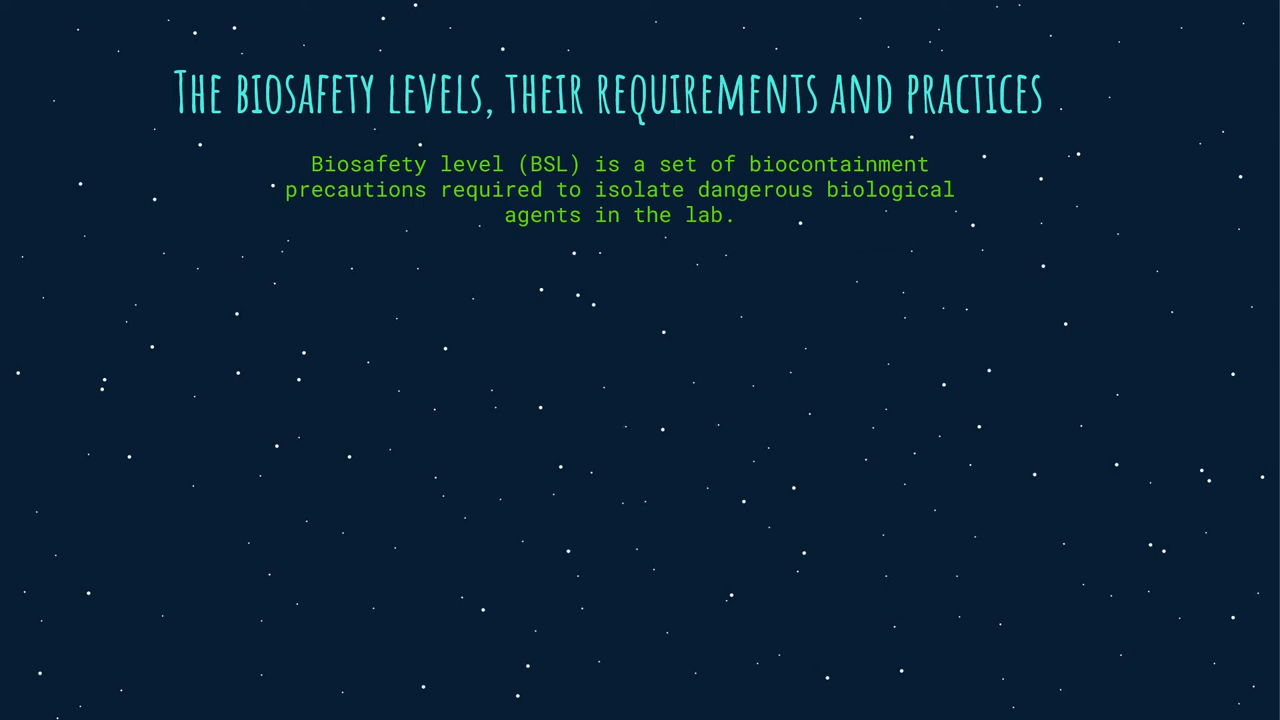 The biosafety levels, their requirements and practices
Biosafety level (BSL) is a set of biocontainment
precautions required to isolate dangerous biological
agents in the lab.